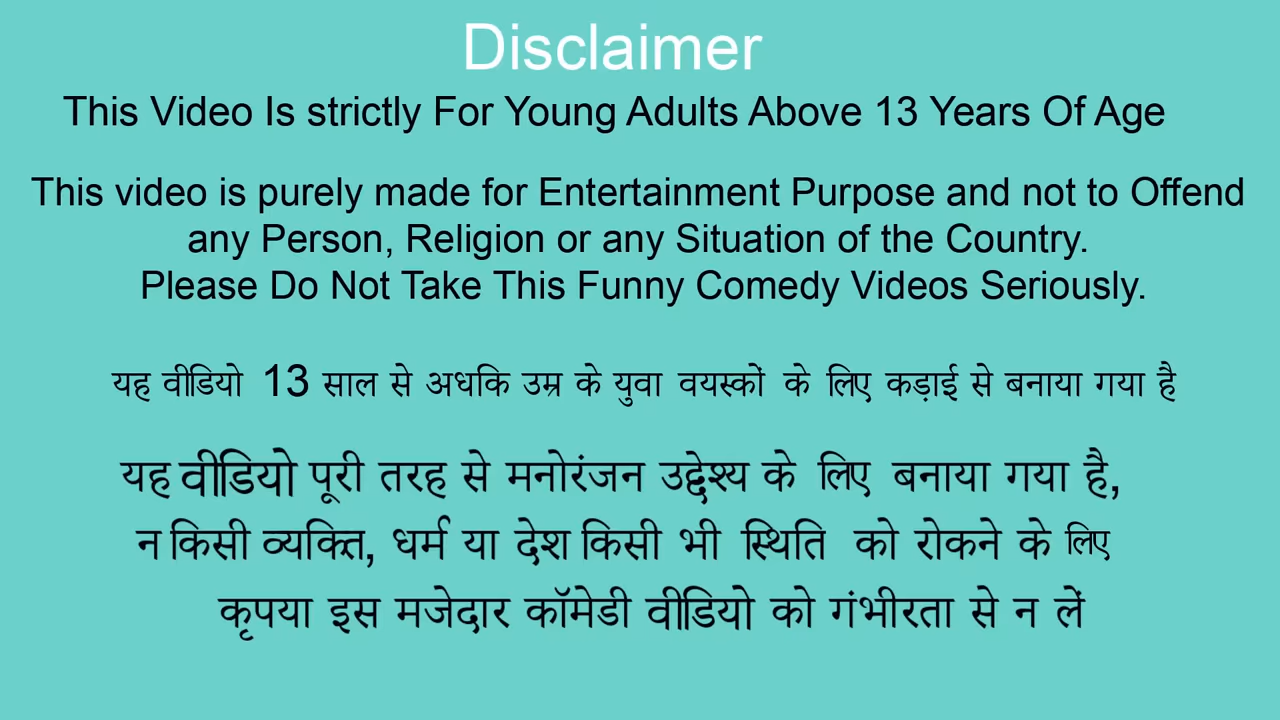 Disclaimer
This Video Is strictly For Young Adults Above 13 Years Of Age
This video is purely made for Entertainment Purpose and not to Offend
any Person, Religion or any Situation of the Country.
Please Do Not Take This Funny Comedy Videos Seriously.
यह वीडियो 13 साल से अधकि उम्र के युवा वयस्कों के लिए कड़ाई से बनाया गया है
यह वीडियो पूरी तरह से मनोरंजन उद्देश्य के लिए बनाया गया है,
न किसी व्यक्ति, धर्म या देश किसी भी स्थिति को रोकने के लिए
कृपया इस मजेदार कॉमेडी वीडियो को गंभीरता से न लें